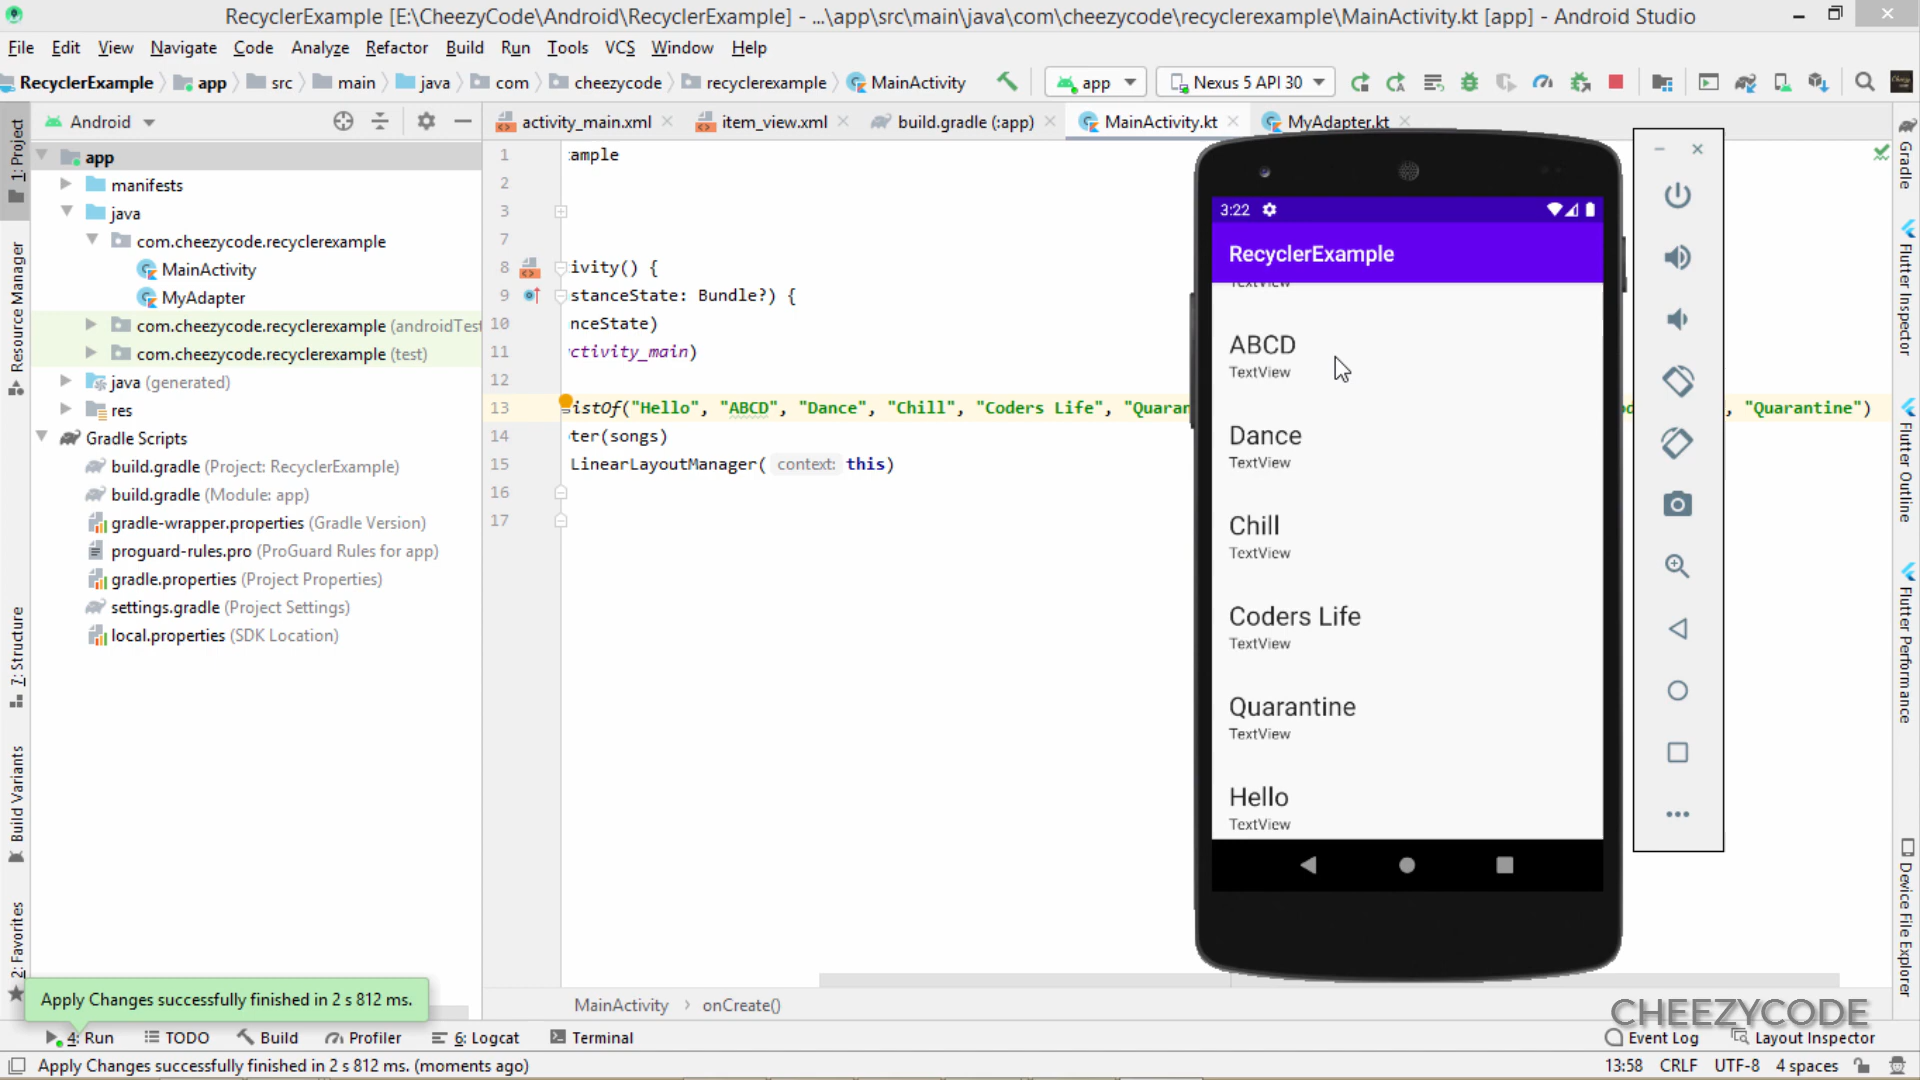 RecyclerExample [E:\CheezyCode\Android\RecyclerExample] - ...\app\src\main\java\com\cheezycode\recyclerexample\MainActivity.kt [app] - Android Studio
File Edit View Navigate Code Analyze Refactor Build Run Tools VCS Window Help
RecyclerExample app src main java com cheezycode recyclerexample MainActivity app Nexus 5 API 30
Android
activity_main.xml item_view.xml build.gradle (:app) MainActivity.kt MyAdapter.kt
app
manifests
java
com.cheezycode.recyclerexample
MainActivity
MyAdapter
com.cheezycode.recyclerexample (androidTest
com.cheezycode.recyclerexample (test)
java (generated)
res
Gradle Scripts
build.gradle (Project: RecyclerExample)
build.gradle (Module: app)
gradle-wrapper.properties (Gradle Version)
proguard-rules.pro (ProGuard Rules for app)
gradle.properties (Project Properties)
settings.gradle (Project Settings)
local.properties (SDK Location)
1: Project
Resource Manager
7: Structure
Build Variants
2: Favorites
1 ample
2
3
7
8 ivity() {
9 stanceState: Bundle?) {
10 nceState)
11 activity_main)
12
13 listOf("Hello", "ABCD", "Dance", "Chill", "Coders Life", "Quaran , "Quarantine")
14 ter(songs)
15 LinearLayoutManager( context: this)
16
17
3:22
RecyclerExample
TextView
ABCD
TextView
Dance
TextView
Chill
TextView
Coders Life
TextView
Quarantine
TextView
Hello
TextView
Gradle
Flutter Inspector
Flutter Outline
Flutter Performance
Device File Explorer
MainActivity › onCreate()
Apply Changes successfully finished in 2 s 812 ms.
CHEEZYCODE
4: Run TODO Build Profiler 6: Logcat Terminal Event Log Layout Inspector
Apply Changes successfully finished in 2 s 812 ms. (moments ago) 13:58 CRLF UTF-8 4 spaces